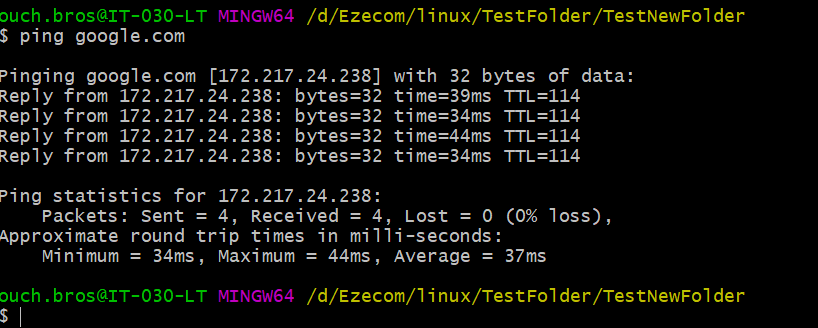 ouch.bros@IT-030-LT MINGW64 /d/Ezecom/linux/TestFolder/TestNewFolder
$ ping google.com
Pinging google.com [172.217.24.238] with 32 bytes of data:
Reply from 172.217.24.238: bytes=32 time=39ms TTL=114
Reply from 172.217.24.238: bytes=32 time=34ms TTL=114
Reply from 172.217.24.238: bytes=32 time=44ms TTL=114
Reply from 172.217.24.238: bytes=32 time=34ms TTL=114
Ping statistics for 172.217.24.238:
    Packets: Sent = 4, Received = 4, Lost = 0 (0% loss),
Approximate round trip times in milli-seconds:
    Minimum = 34ms, Maximum = 44ms, Average = 37ms
ouch.bros@IT-030-LT MINGW64 /d/Ezecom/linux/TestFolder/TestNewFolder
$